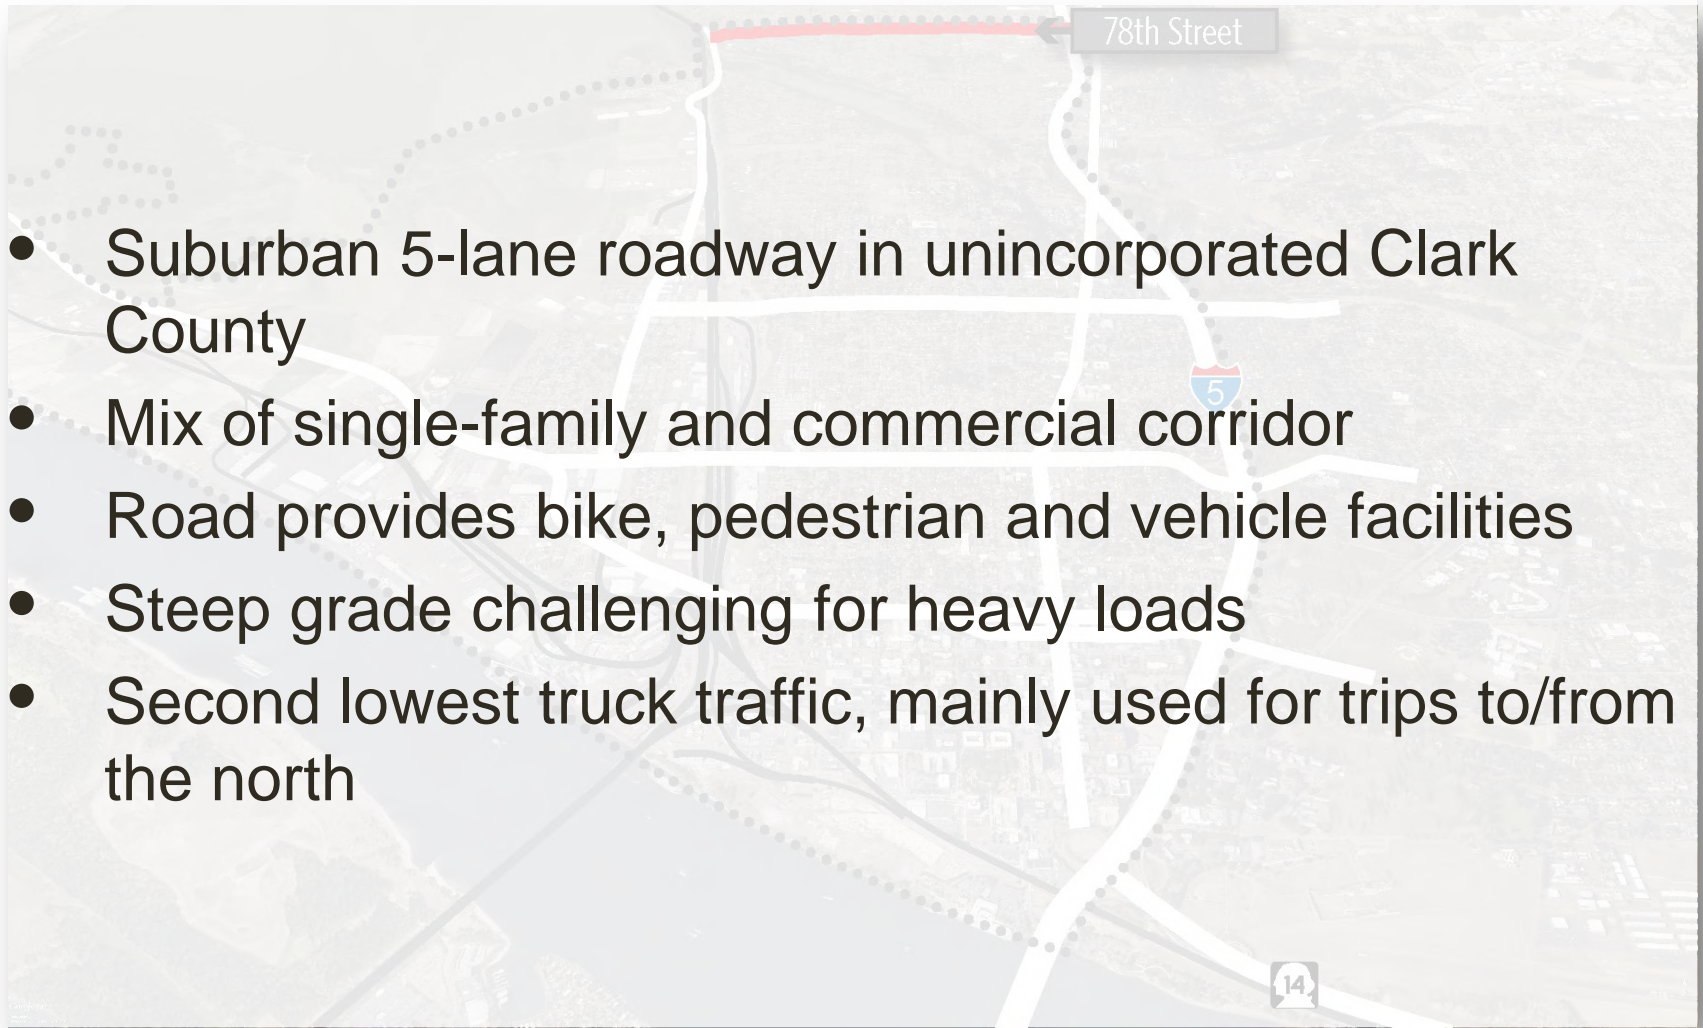 78th Street
• Suburban 5-lane roadway in unincorporated Clark
County
5
• Mix of single-family and commercial corridor
• Road provides bike, pedestrian and vehicle facilities
• Steep grade challenging for heavy loads
• Second lowest truck traffic, mainly used for trips to/from
the north
14